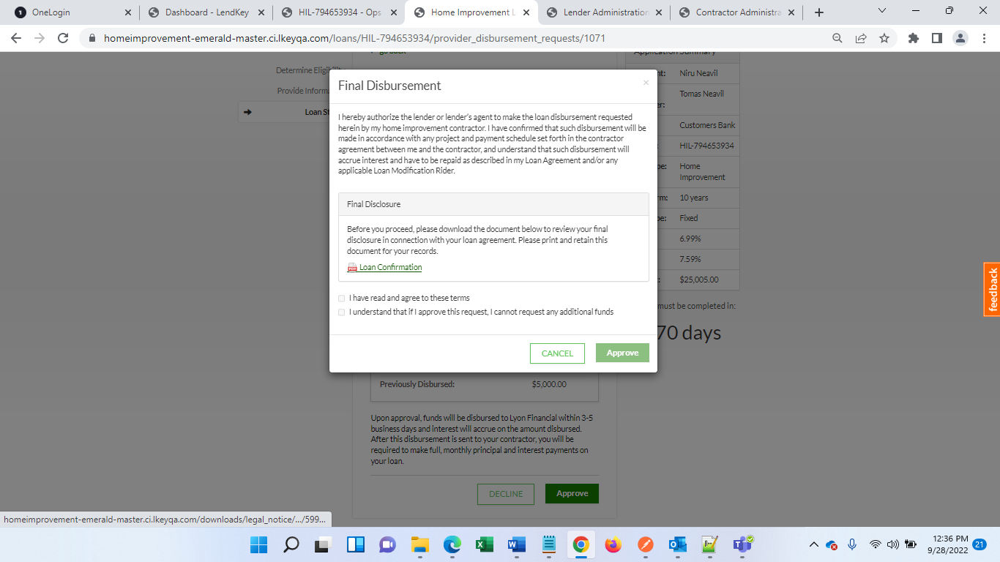 OneLogin
Dashboard - LendKey
HIL-794653934 - Ops
Home Improvement L
Lender Administration
Contractor Administra
homeimprovement-emerald-master.ci.lkeyqa.com/loans/HIL-794653934/provider_disbursement_requests/1071
go back
Application Summary
Determine Eligibility
Provide Informa
Loan St
nt: Niru Neavil
Tomas Neavil
er:
Customers Bank
: HIL-794653934
pe: Home
Improvement
rm: 10 years
pe: Fixed
6.99%
7.59%
: $25,005.00
must be completed in:
70 days
Final Disbursement
×
I hereby authorize the lender or lender's agent to make the loan disbursement requested
herein by my home improvement contractor. I have confirmed that such disbursement will be
made in accordance with any project and payment schedule set forth in the contractor
agreement between me and the contractor, and understand that such disbursement will
accrue interest and have to be repaid as described in my Loan Agreement and/or any
applicable Loan Modification Rider.
Final Disclosure
Before you proceed, please download the document below to review your final
disclosure in connection with your loan agreement. Please print and retain this
document for your records.
Loan Confirmation
I have read and agree to these terms
I understand that if I approve this request, I cannot request any additional funds
CANCEL
Approve
Previously Disbursed: $5,000.00
Upon approval, funds will be disbursed to Lyon Financial within 3-5
business days and interest will accrue on the amount disbursed.
After this disbursement is sent to your contractor, you will be
required to make full, monthly principal and interest payments on
your loan.
DECLINE
Approve
feedback
homeimprovement-emerald-master.ci.lkeyqa.com/downloads/legal_notice/.../599...
12:36 PM
9/28/2022
21